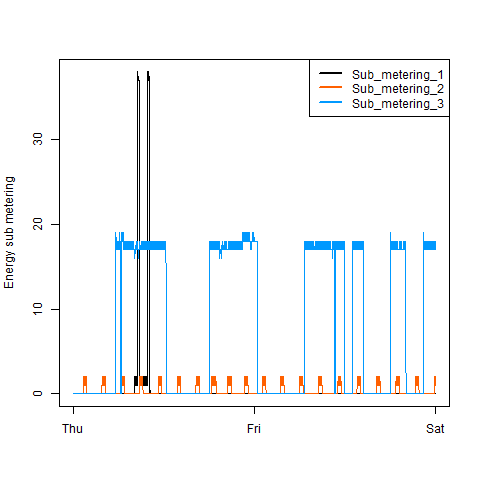 Sub_metering_1
Sub_metering_2
Sub_metering_3
Energy sub metering
30
20
10
0
Thu Fri Sat